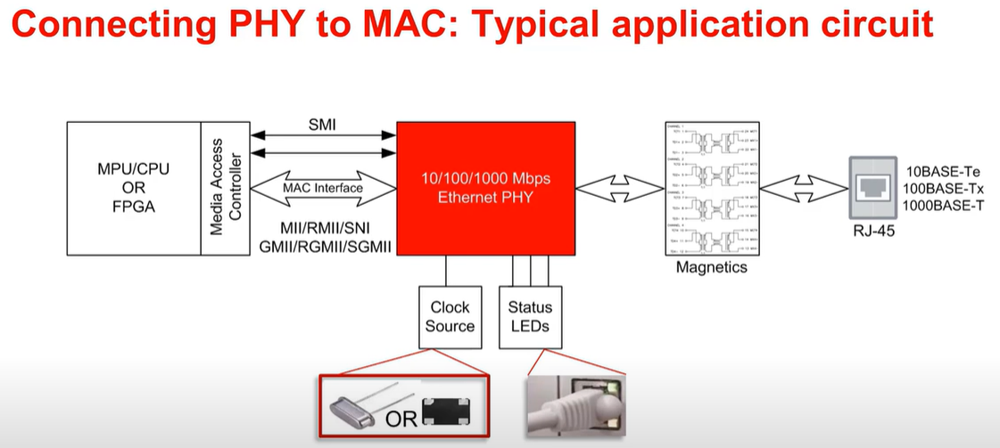 Connecting PHY to MAC: Typical application circuit
SMI
MPU/CPU
OR
FPGA
Media Access
Controller
MAC Interface
MII/RMII/SNI
GMII/RGMII/SGMII
10/100/1000 Mbps
Ethernet PHY
Magnetics
10BASE-Te
100BASE-Tx
1000BASE-T
RJ-45
Clock
Source
Status
LEDs
OR